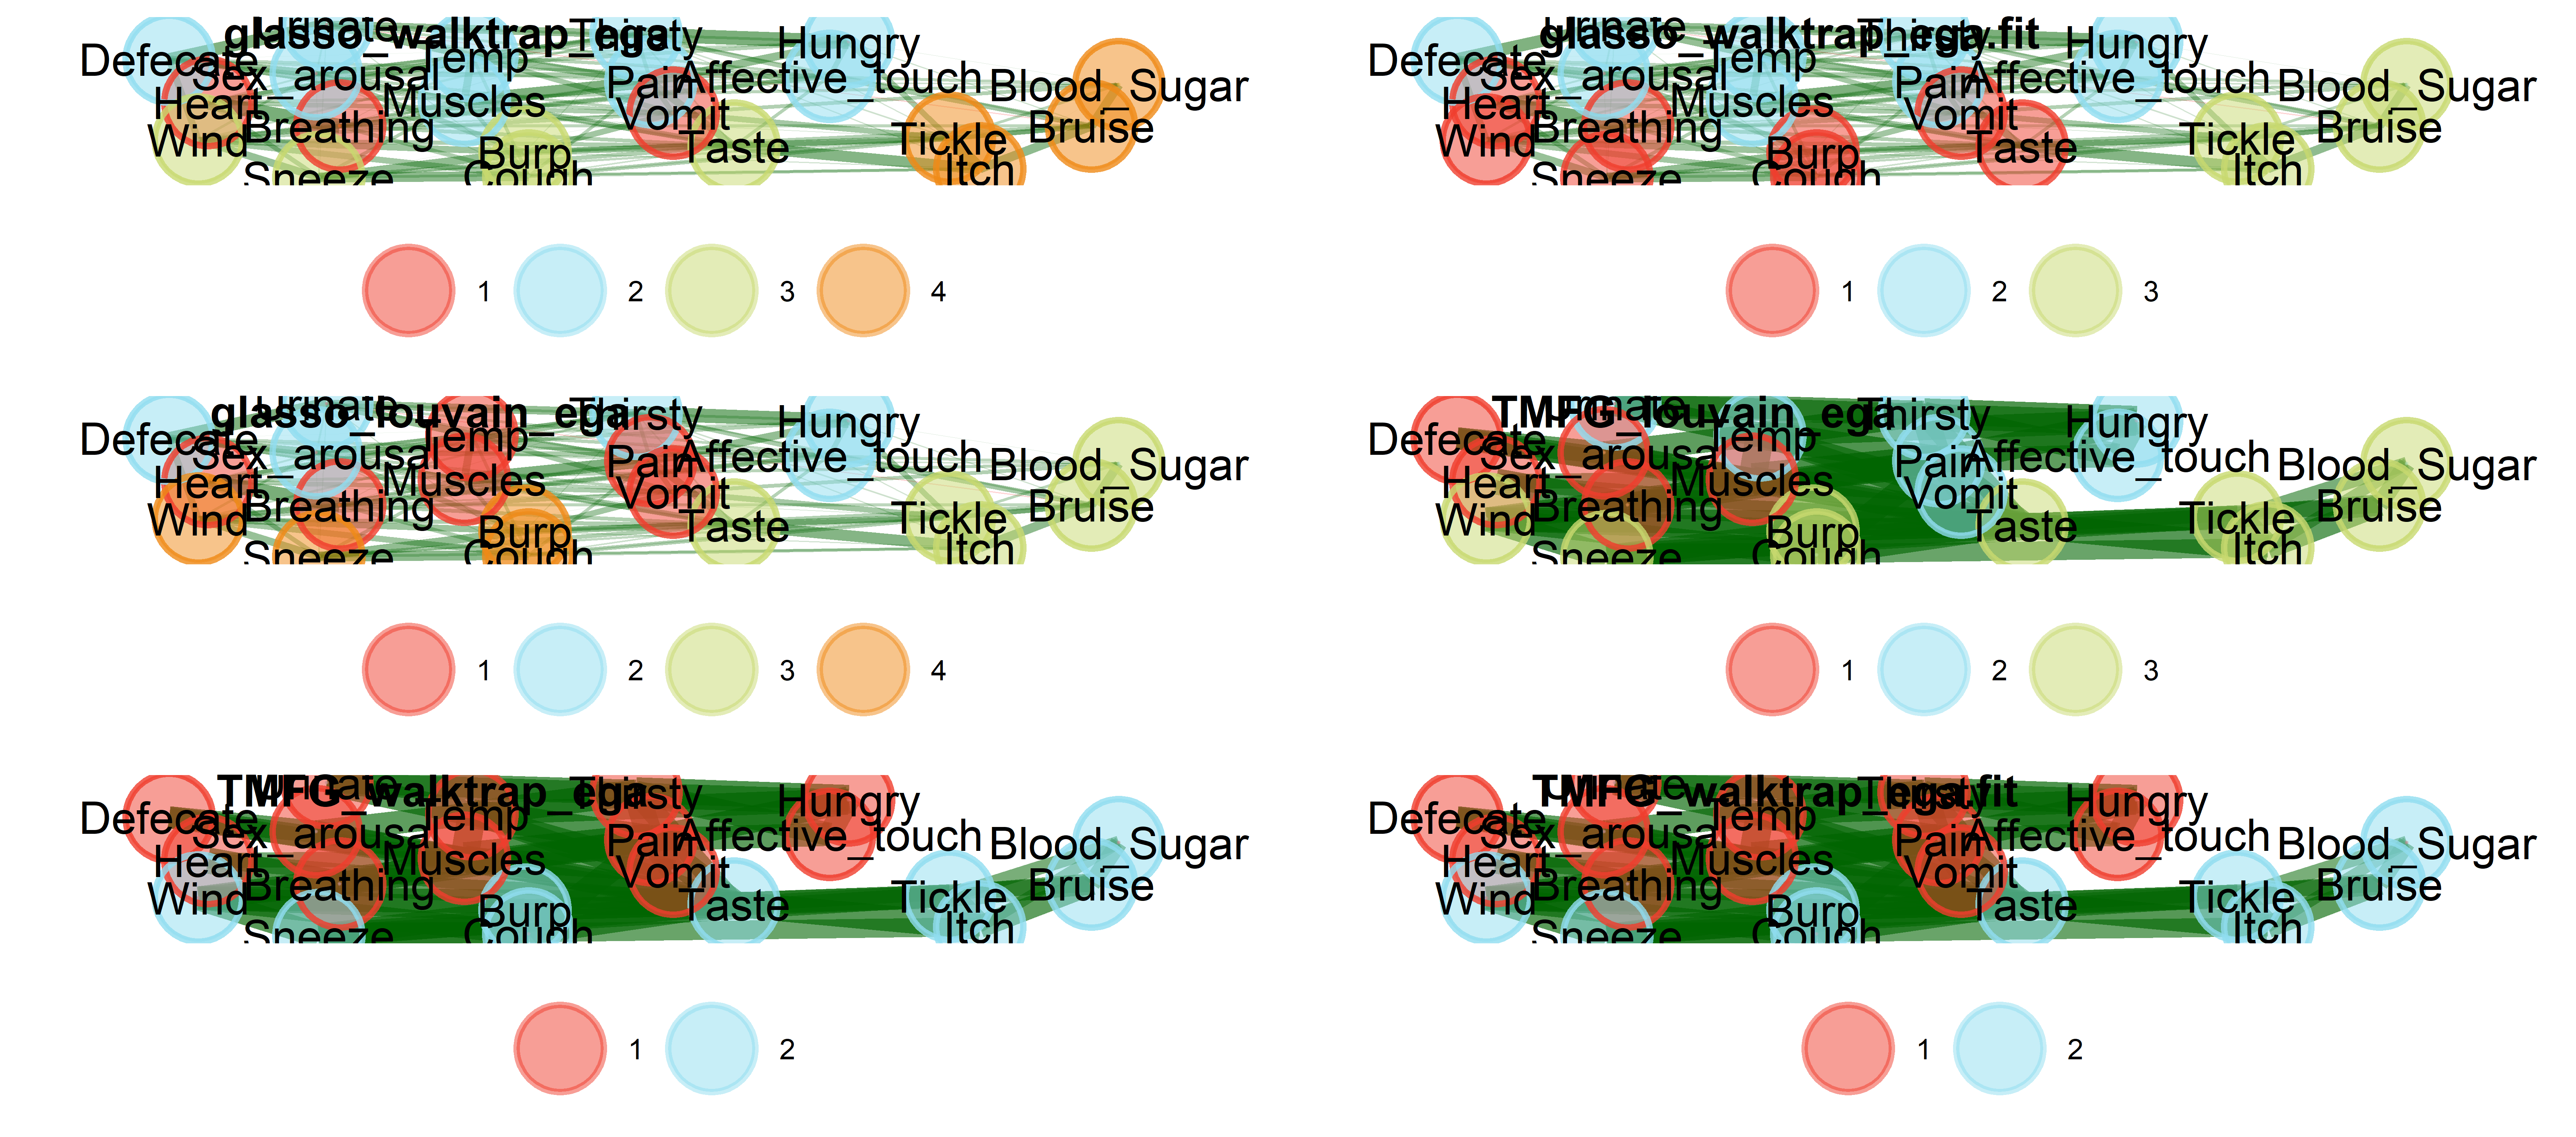 glasso_walktrap_ega
Urinate
Thirsty
Hungry
Defecate
Temp
Sex_arousal
Pain
Affective_touch
Blood_Sugar
Heart
Muscles
Vomit
Breathing
Bruise
Wind
Tickle
Burp
Taste
Itch
Sneeze
Cough
1 2 3 4
glasso_walktrap_ega.fit
Urinate
Thirsty
Hungry
Defecate
Temp
Sex_arousal
Pain
Affective_touch
Blood_Sugar
Heart
Muscles
Vomit
Breathing
Bruise
Wind
Tickle
Burp
Taste
Itch
Sneeze
Cough
1 2 3
glasso_louvain_ega
Urinate
Thirsty
Hungry
Defecate
Temp
Sex_arousal
Pain
Affective_touch
Blood_Sugar
Heart
Muscles
Vomit
Breathing
Bruise
Wind
Tickle
Burp
Taste
Itch
Sneeze
Cough
1 2 3 4
TMFG_louvain_ega
Urinate
Thirsty
Hungry
Defecate
Temp
Sex_arousal
Pain
Affective_touch
Blood_Sugar
Heart
Muscles
Vomit
Breathing
Bruise
Wind
Tickle
Burp
Taste
Itch
Sneeze
Cough
1 2 3
TMFG_walktrap_ega
Urinate
Thirsty
Hungry
Defecate
Temp
Sex_arousal
Pain
Affective_touch
Blood_Sugar
Heart
Muscles
Vomit
Breathing
Bruise
Wind
Tickle
Burp
Taste
Itch
Sneeze
Cough
1 2
TMFG_walktrap_ega.fit
Urinate
Thirsty
Hungry
Defecate
Temp
Sex_arousal
Pain
Affective_touch
Blood_Sugar
Heart
Muscles
Vomit
Breathing
Bruise
Wind
Tickle
Burp
Taste
Itch
Sneeze
Cough
1 2